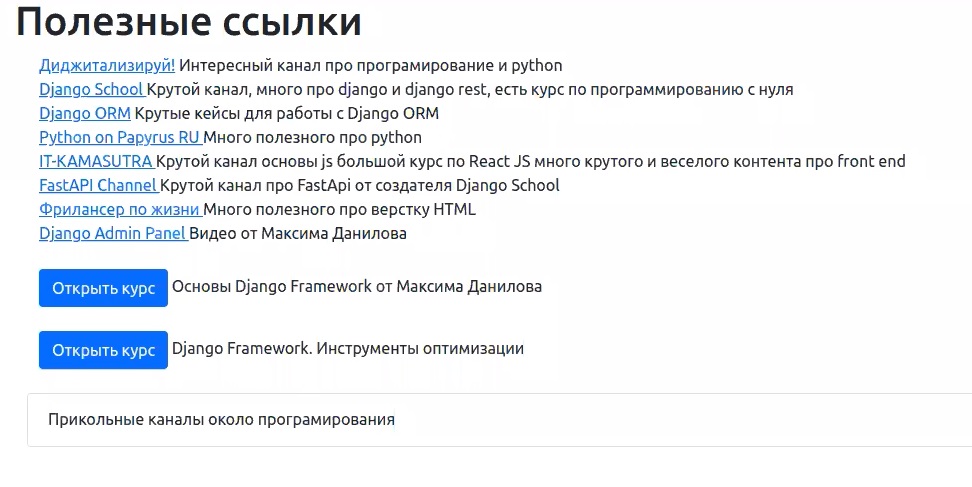 Полезные ссылки
Диджитализируй! Интересный канал про програмирование и python
Django School Крутой канал, много про django и django rest, есть курс по программированию с нуля
Django ORM Крутые кейсы для работы с Django ORM
Python on Papyrus RU Много полезного про python
IT-KAMASUTRA Крутой канал основы js большой курс по React JS много крутого и веселого контента про front end
FastAPI Channel Крутой канал про FastApi от создателя Django School
Фрилансер по жизни Много полезного про верстку HTML
Django Admin Panel Видео от Максима Данилова
Открыть курс Основы Django Framework от Максима Данилова
Открыть курс Django Framework. Инструменты оптимизации
Прикольные каналы около програмирования